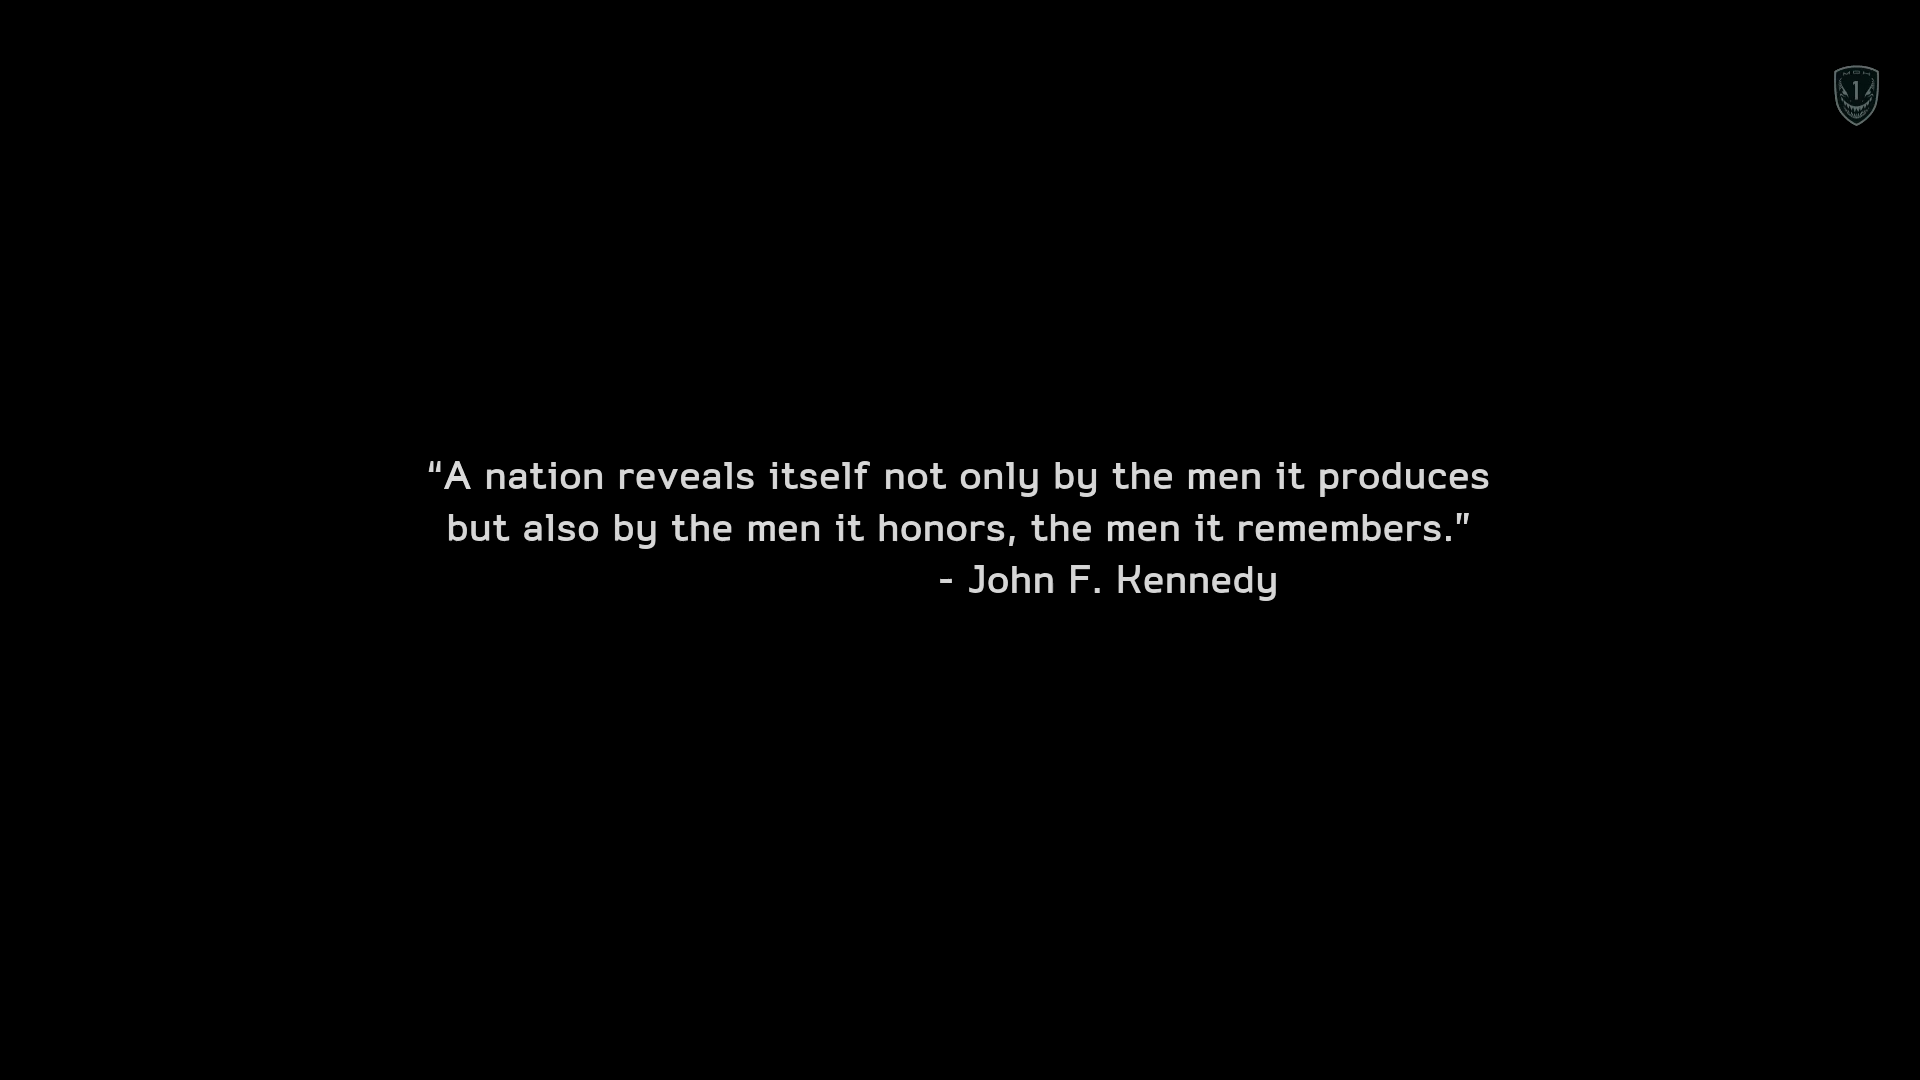 “A nation reveals itself not only by the men it produces
but also by the men it honors, the men it remembers.”
- John F. Kennedy
1